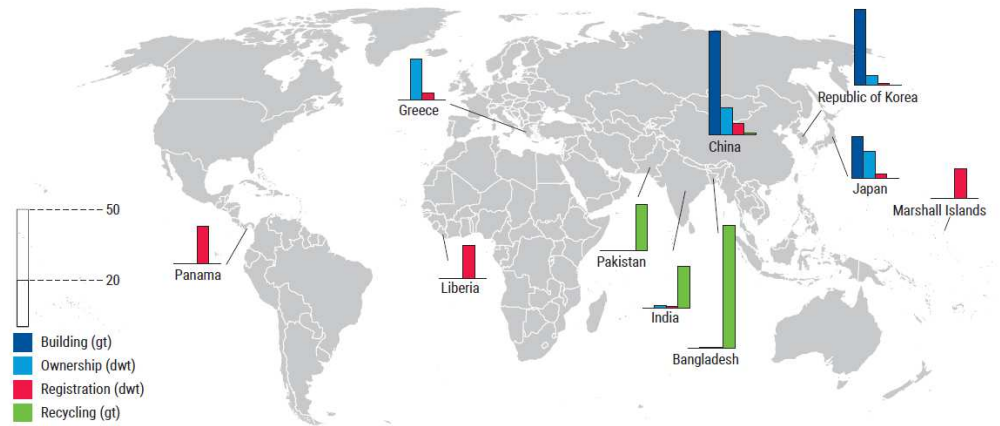 Republic of Korea
Greece
China
Japan
Marshall Islands
50
Pakistan
Panama
20
Liberia
India
Bangladesh
Building (gt)
Ownership (dwt)
Registration (dwt)
Recycling (gt)